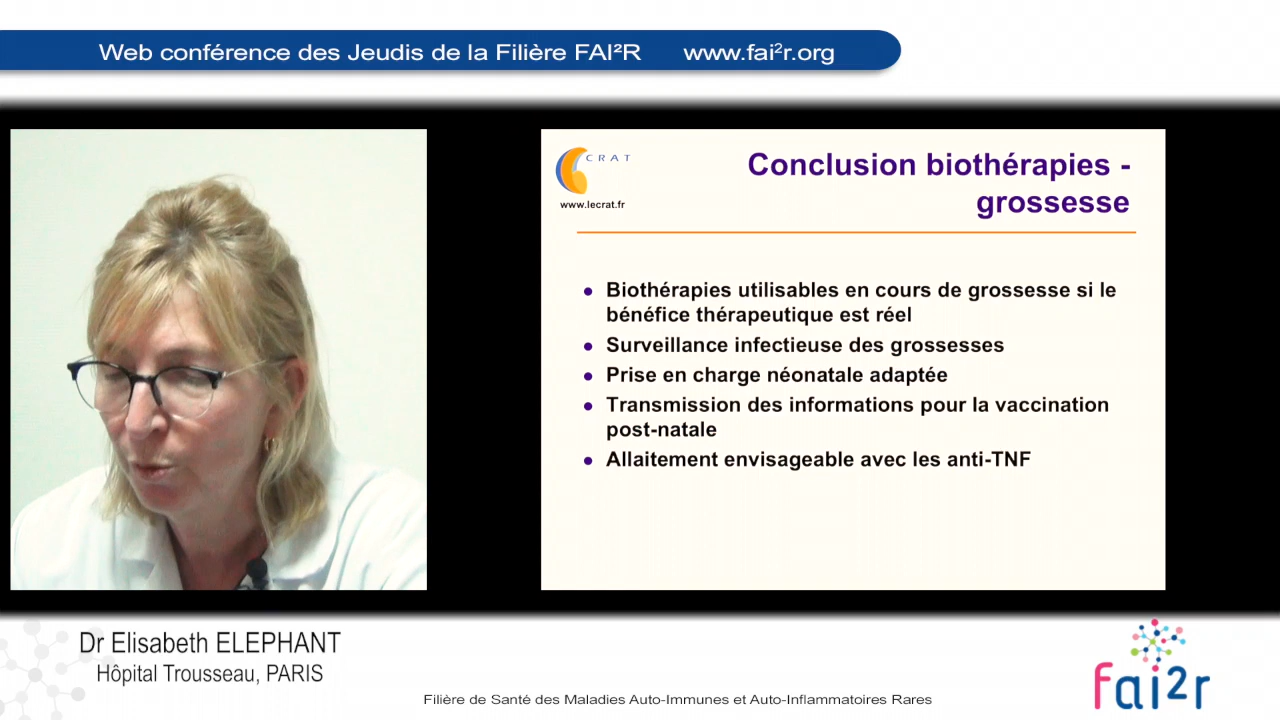 Web conférence des Jeudis de la Filière FAI²R www.fai²r.org
CRAT
www.lecrat.fr
Conclusion biothérapies -
grossesse
• Biothérapies utilisables en cours de grossesse si le
bénéfice thérapeutique est réel
• Surveillance infectieuse des grossesses
• Prise en charge néonatale adaptée
• Transmission des informations pour la vaccination
post-natale
• Allaitement envisageable avec les anti-TNF
Dr Elisabeth ELEPHANT
Hôpital Trousseau, PARIS
Filière de Santé des Maladies Auto-Immunes et Auto-Inflammatoires Rares
fai2r